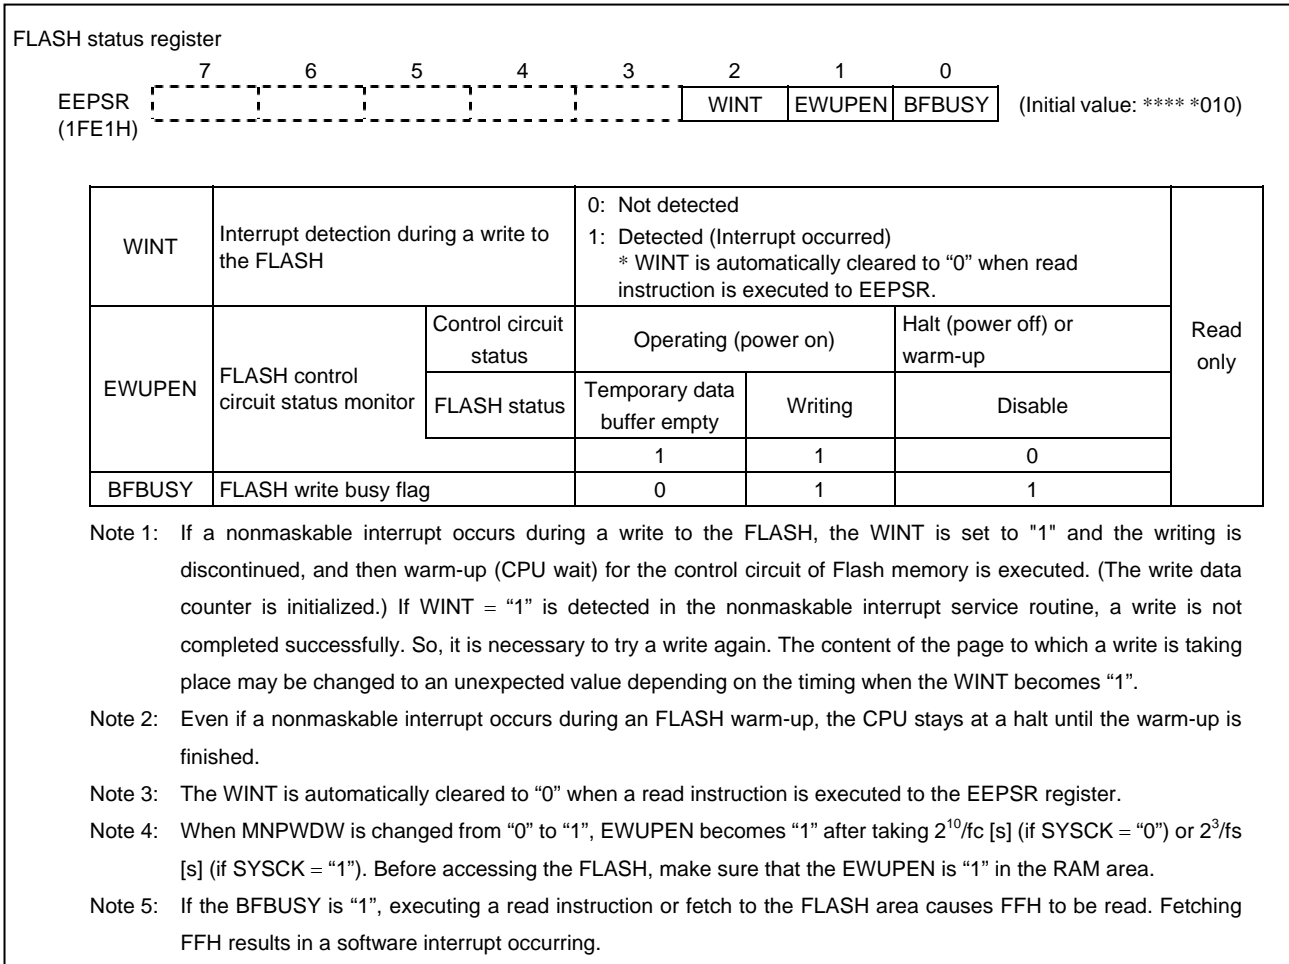 FLASH status register
7 6 5 4 3 2 1 0
EEPSR WINT EWUPEN BFBUSY (Initial value: **** *010)
(1FE1H)
WINT
Interrupt detection during a write to
the FLASH
0: Not detected
1: Detected (Interrupt occurred)
* WINT is automatically cleared to “0” when read
instruction is executed to EEPSR.
Read
only
EWUPEN
FLASH control
circuit status monitor
Control circuit
status
Operating (power on)
Halt (power off) or
warm-up
FLASH status
Temporary data
buffer empty
Writing
Disable
1 1 0
BFBUSY FLASH write busy flag 0 1 1
Note 1: If a nonmaskable interrupt occurs during a write to the FLASH, the WINT is set to "1" and the writing is
discontinued, and then warm-up (CPU wait) for the control circuit of Flash memory is executed. (The write data
counter is initialized.) If WINT = “1” is detected in the nonmaskable interrupt service routine, a write is not
completed successfully. So, it is necessary to try a write again. The content of the page to which a write is taking
place may be changed to an unexpected value depending on the timing when the WINT becomes “1”.
Note 2: Even if a nonmaskable interrupt occurs during an FLASH warm-up, the CPU stays at a halt until the warm-up is
finished.
Note 3: The WINT is automatically cleared to “0” when a read instruction is executed to the EEPSR register.
Note 4: When MNPWDW is changed from “0” to “1”, EWUPEN becomes “1” after taking 2^10/fc [s] (if SYSCK = “0”) or 2^3/fs
[s] (if SYSCK = “1”). Before accessing the FLASH, make sure that the EWUPEN is “1” in the RAM area.
Note 5: If the BFBUSY is “1”, executing a read instruction or fetch to the FLASH area causes FFH to be read. Fetching
FFH results in a software interrupt occurring.